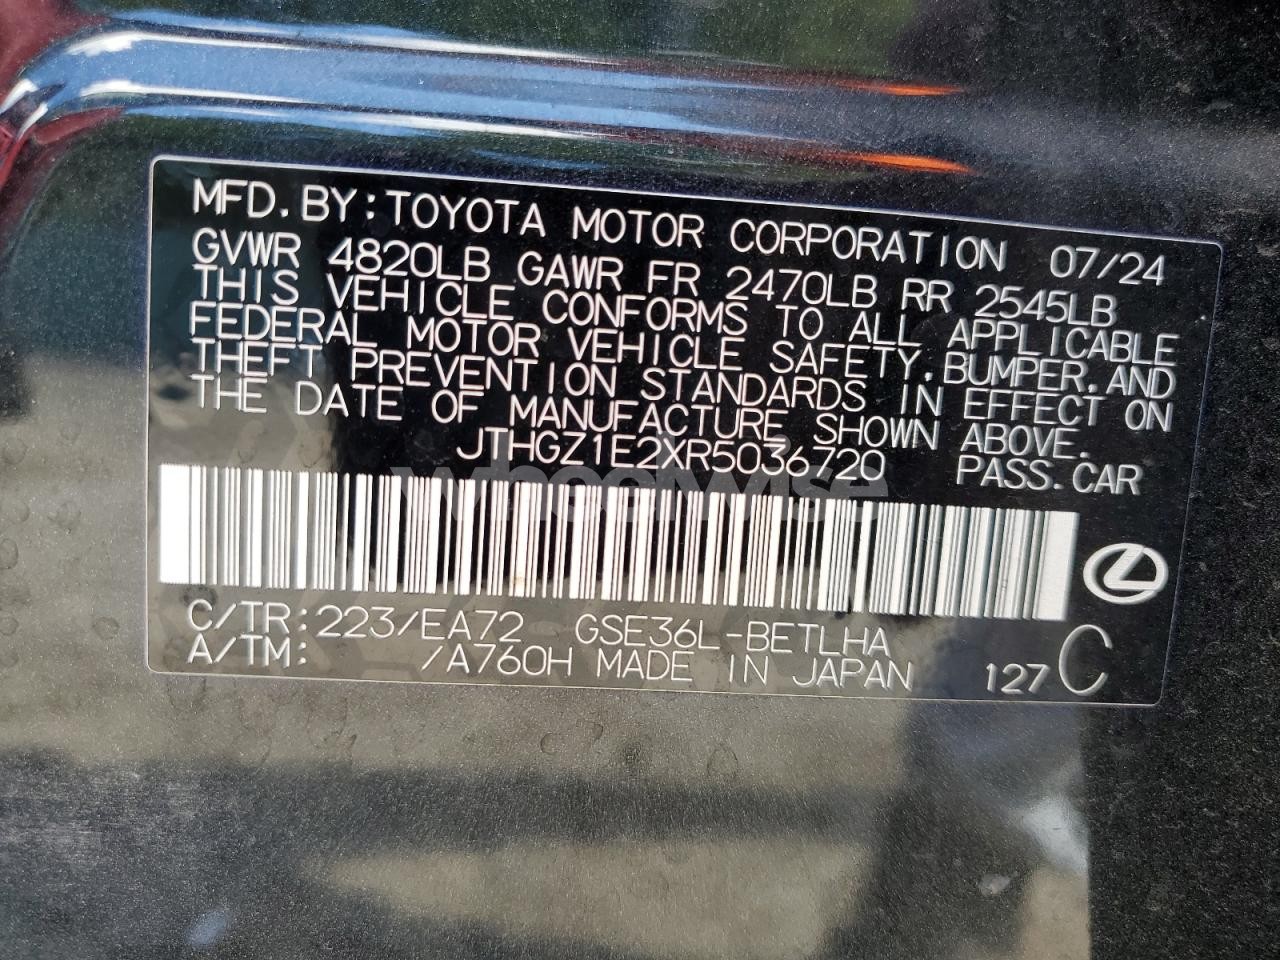 MFD. BY: TOYOTA MOTOR CORPORATION 07/24
GVWR 4820LB GAWR FR 2470LB RR 2545LB
THIS VEHICLE CONFORMS TO ALL APPLICABLE
FEDERAL MOTOR VEHICLE SAFETY, BUMPER, AND
THEFT PREVENTION STANDARDS IN EFFECT ON
THE DATE OF MANUFACTURE SHOWN ABOVE.
JTHGZ1E2XR5036720 PASS. CAR
wheelwise
C/TR: 223/EA72 GSE36L-BETLHA
A/TM: /A760H MADE IN JAPAN 127 C